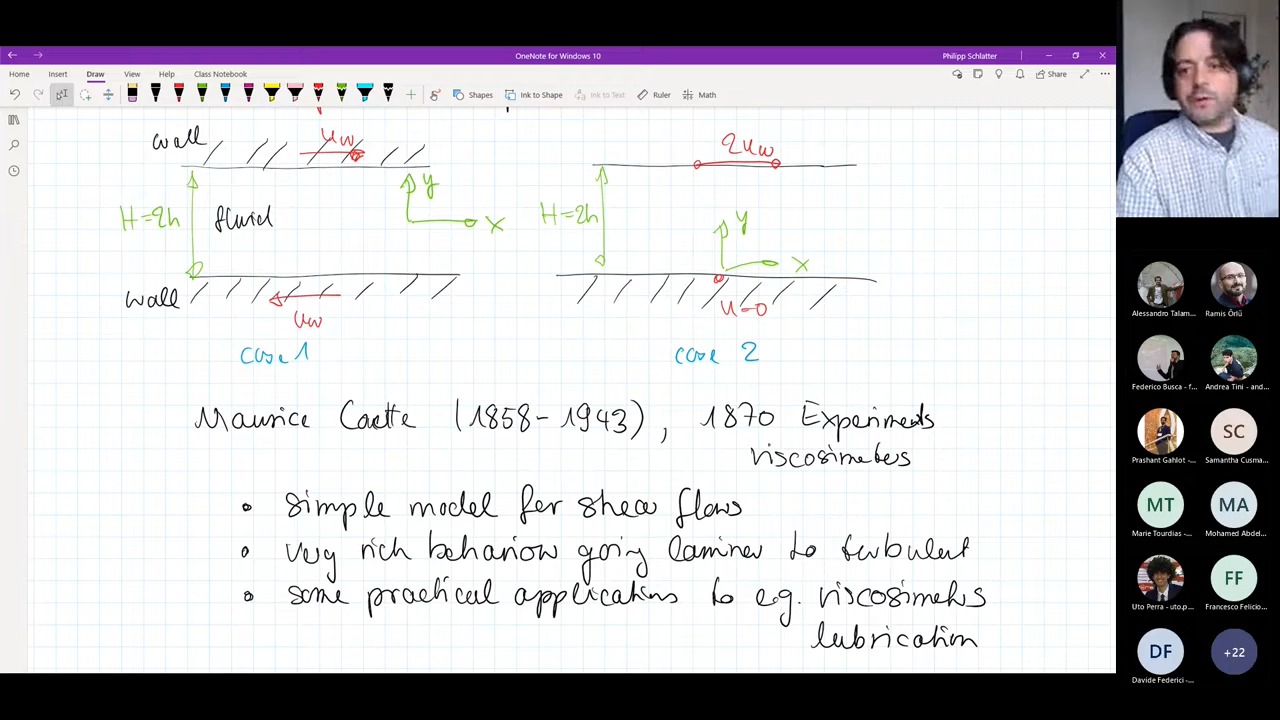 OneNote for Windows 10
Philipp Schlatter
Home Insert Draw View Help Class Notebook
Share
Shapes Ink to Shape Ink to Text Ruler Math
wall uw
2uw
H=2h fluid y x
H=2h y x
wall uw
u=0
case 1
case 2
Maurice Couette (1858-1943), 1870 Experiments
viscosimeters
• simple model for shear flows
• very rich behaviour going laminar to turbulent
• some practical applications to e.g. viscosimeters
lubrication
Alessandro Talam...
Ramis Örlü
Federico Busca - f...
Andrea Tini - and...
Prashant Gahlot -...
SC
Samantha Cusma...
MT
Marie Tourdias -...
MA
Mohamed Abdel...
Uto Perra - uto.p...
FF
Francesco Felicio...
DF
Davide Federici -...
+22